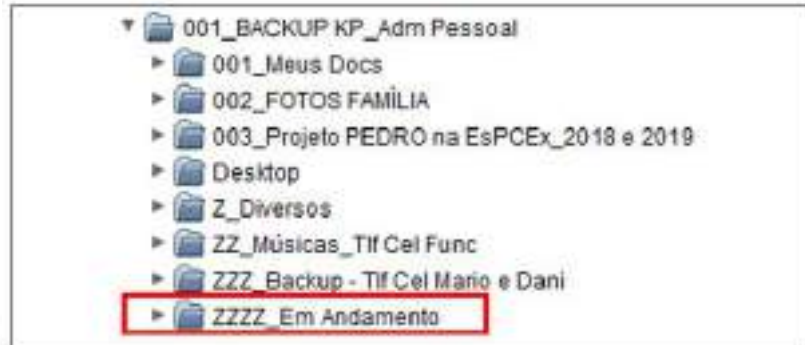 001_BACKUP KP_Adm Pessoal
001_Meus Docs
002_FOTOS FAMÍLIA
003_Projeto PEDRO na EsPCEx_2018 e 2019
Desktop
Z_Diversos
ZZ_Músicas_Tlf Cel Func
ZZZ_Backup - Tlf Cel Mario e Dani
ZZZZ_Em Andamento